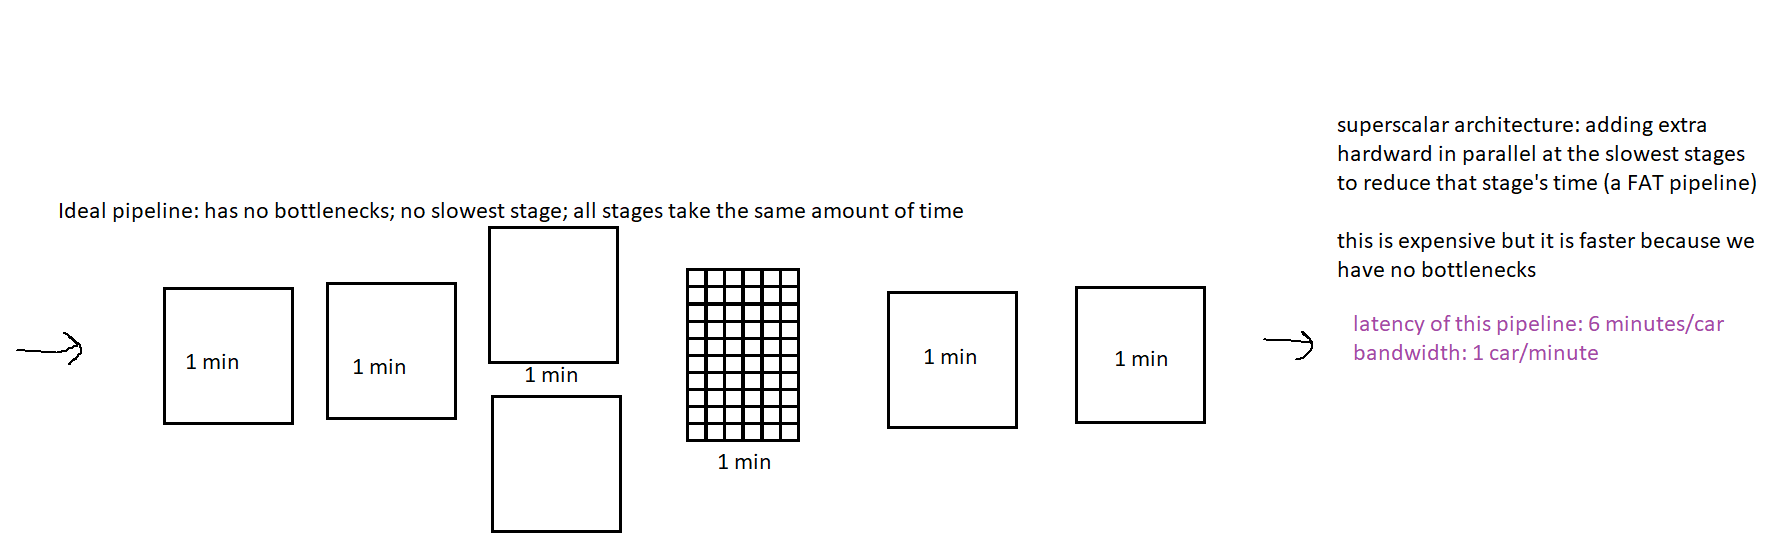 superscalar architecture: adding extra
hardward in parallel at the slowest stages
to reduce that stage's time (a FAT pipeline)
Ideal pipeline: has no bottlenecks; no slowest stage; all stages take the same amount of time
this is expensive but it is faster because we
have no bottlenecks
latency of this pipeline: 6 minutes/car
bandwidth: 1 car/minute
1 min
1 min
1 min
1 min
1 min
1 min